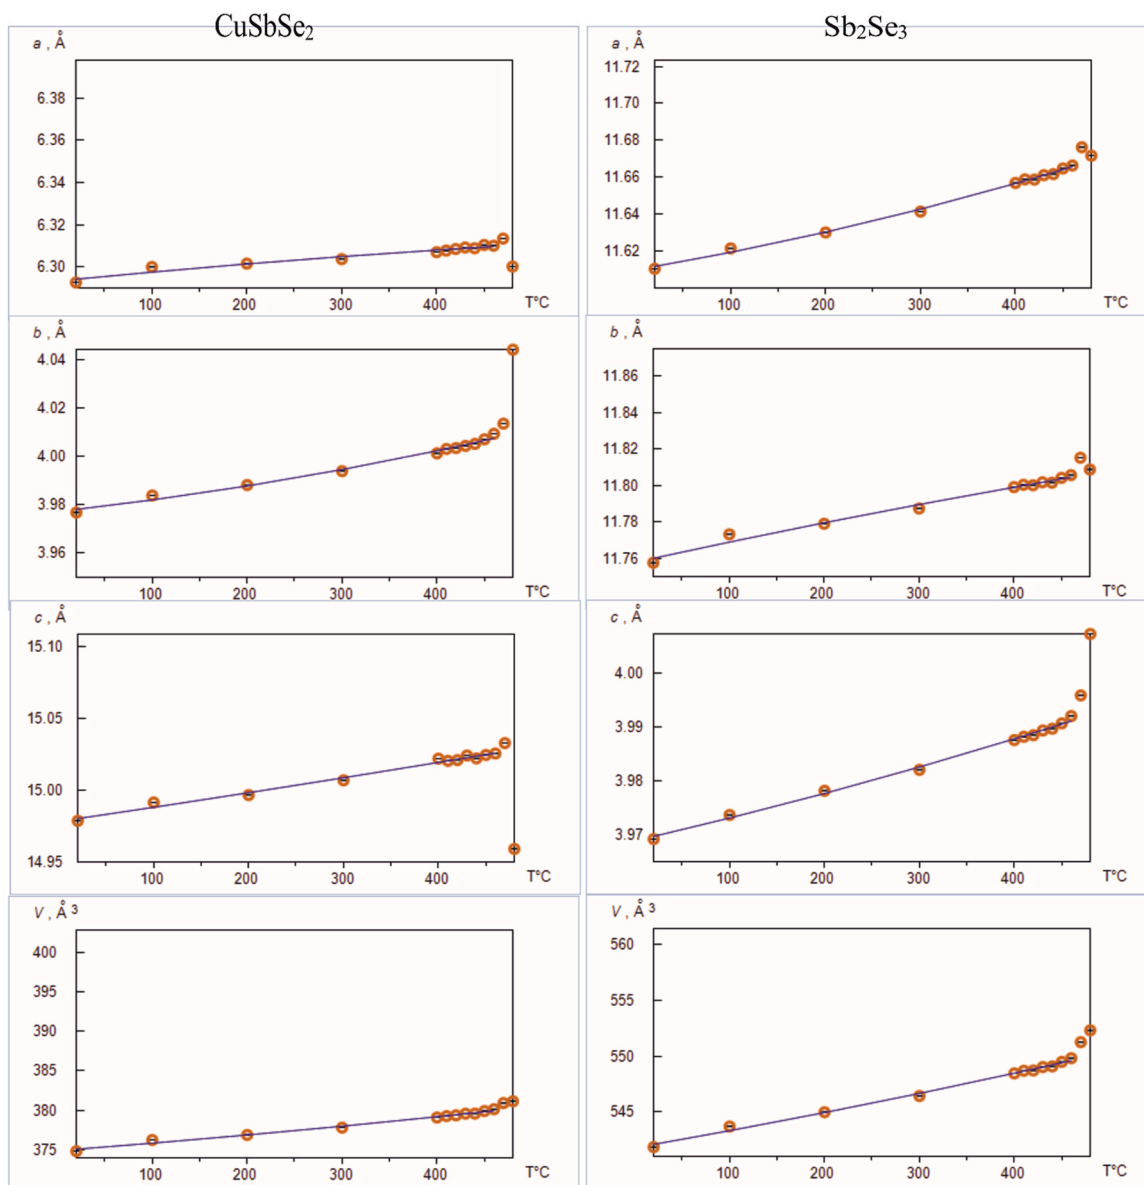 CuSbSe₂
Sb₂Se₃
a , Å
6.38
6.36
6.34
6.32
6.30
100 200 300 400 T°C
a , Å
11.72
11.70
11.68
11.66
11.64
11.62
100 200 300 400 T°C
b , Å
4.04
4.02
4.00
3.98
3.96
100 200 300 400 T°C
b , Å
11.86
11.84
11.82
11.80
11.78
11.76
100 200 300 400 T°C
c , Å
15.10
15.05
15.00
14.95
100 200 300 400 T°C
c , Å
4.00
3.99
3.98
3.97
100 200 300 400 T°C
V , Å ³
400
395
390
385
380
375
100 200 300 400 T°C
V , Å ³
560
555
550
545
100 200 300 400 T°C